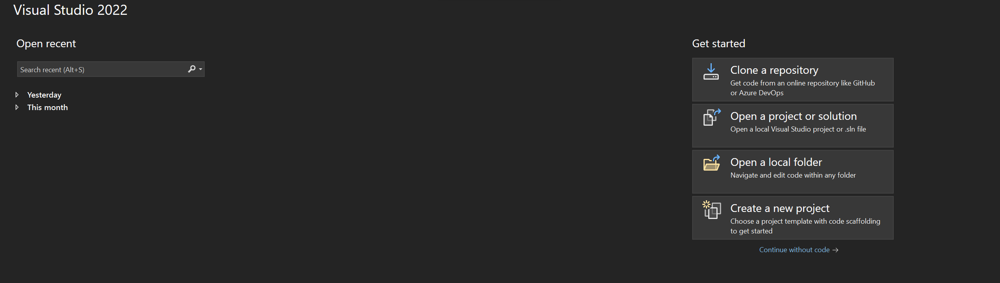 Visual Studio 2022
Open recent
Search recent (Alt+S)
Yesterday
This month
Get started
Clone a repository
Get code from an online repository like GitHub
or Azure DevOps
Open a project or solution
Open a local Visual Studio project or .sln file
Open a local folder
Navigate and edit code within any folder
Create a new project
Choose a project template with code scaffolding
to get started
Continue without code →